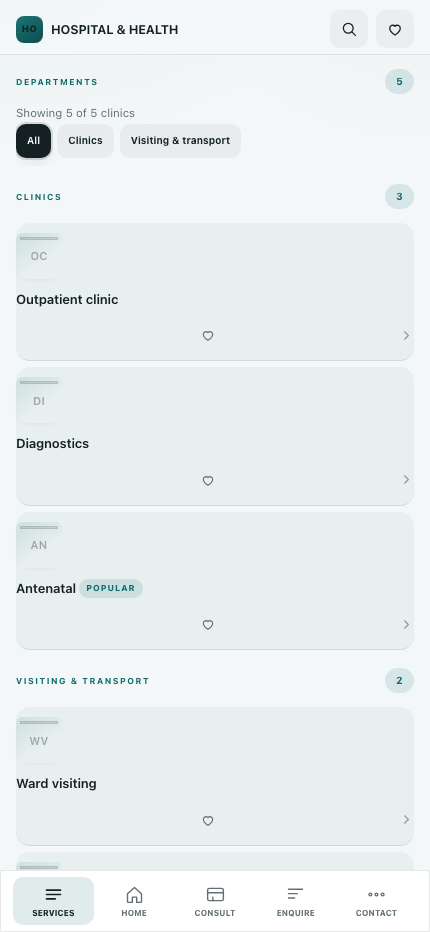 HO HOSPITAL & HEALTH
DEPARTMENTS 5
Showing 5 of 5 clinics
All Clinics Visiting & transport
CLINICS 3
OC
Outpatient clinic
DI
Diagnostics
AN
Antenatal POPULAR
VISITING & TRANSPORT 2
WV
Ward visiting
SERVICES HOME CONSULT ENQUIRE CONTACT